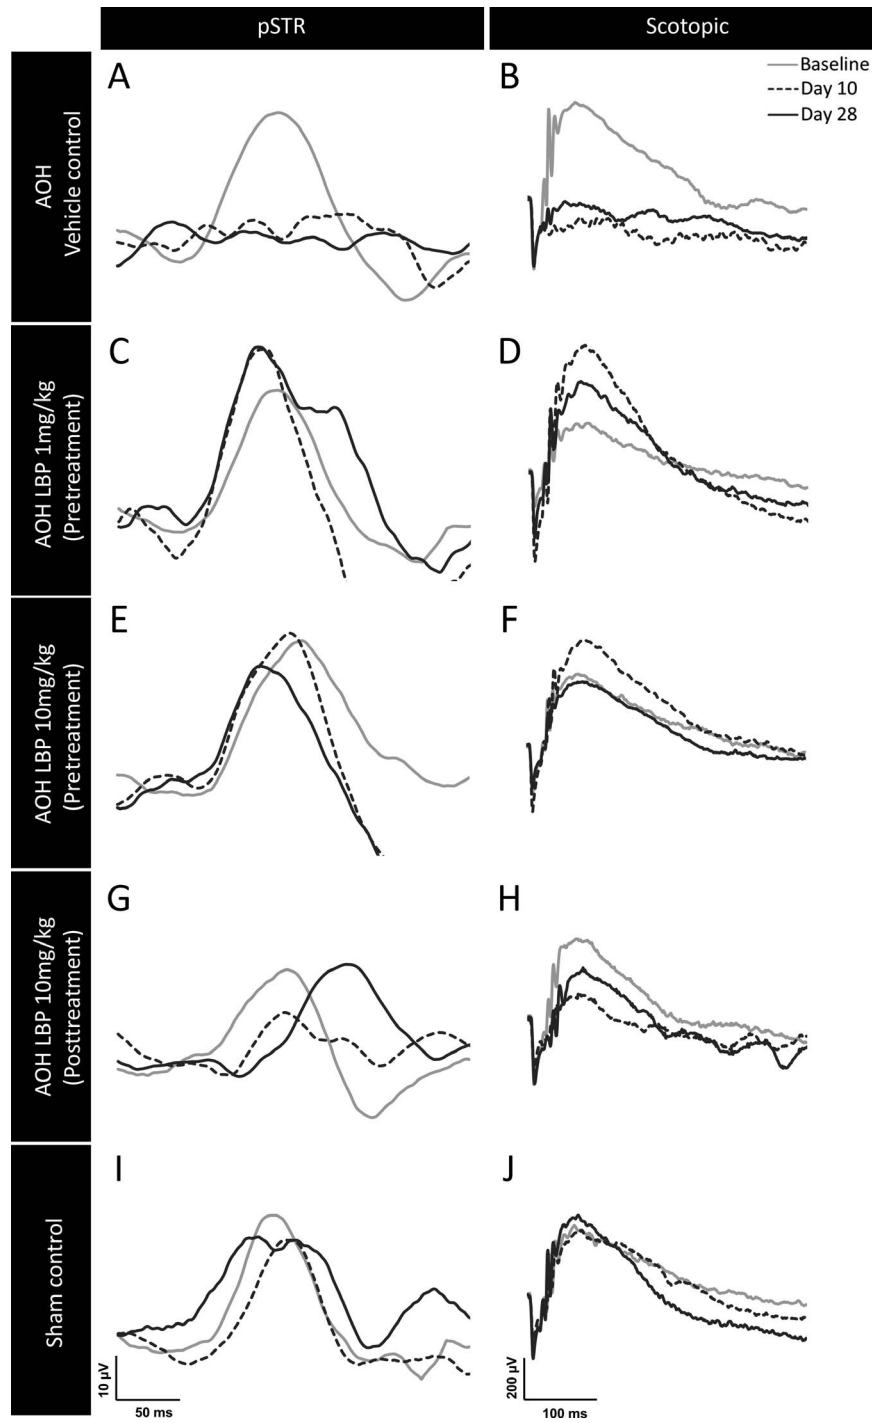 pSTR
Scotopic
AOH
Vehicle control
A
B
Baseline
Day 10
Day 28
AOH LBP 1mg/kg
(Pretreatment)
C
D
AOH LBP 10mg/kg
(Pretreatment)
E
F
AOH LBP 10mg/kg
(Posttreatment)
G
H
Sham control
I
J
10 µV
50 ms
200 µV
100 ms